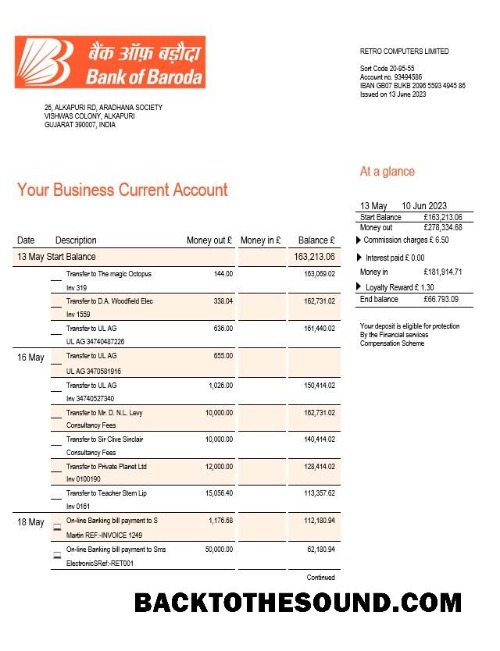 बैंक ऑफ़ बड़ौदा
Bank of Baroda
RETRO COMPUTERS LIMITED
Sort Code 20-95-55
Account no. 93494586
IBAN GB07 BUKB 2096 5593 4945 86
Issued on 13 June 2023
26, ALKAPURI RD, ARADHANA SOCIETY
VISHWAS COLONY, ALKAPURI
GUJARAT 390007, INDIA
At a glance
13 May 10 Jun 2023
Start Balance £163,213.06
Money out £278,334.68
Commission charges £ 6.50
Interest paid £ 0.00
Money in £181,914.71
Loyalty Reward £ 1.30
End balance £66.793.09
Your deposit is eligible for protection
By the Financial services
Compensation Scheme
Your Business Current Account
Date Description Money out £ Money in £ Balance £
13 May Start Balance 163,213.06
Transfer to The magic Octopus 144.00 163,069.02
Inv 319
Transfer to D.A. Woodfield Elec 338.04 162,731.02
Inv 1559
Transfer to UL AG 636.00 161,440.02
UL AG 34740487226
16 May Transfer to UL AG 655.00
UL AG 3470581916
Transfer to UL AG 1,026.00 150,414.02
Inv 34740527340
Transfer to Mr. D. N.L. Lavy 10,000.00 162,731.02
Consultancy Fees
Transfer to Sir Clive Sinclair 10,000.00 140,414.02
Consultancy Fees
Transfer to Private Planet Ltd 12,000.00 128,414.02
Inv 0100190
Transfer to Teacher Stern Lip 15,056.40 113,357.62
Inv 0161
18 May On-line Banking bill payment to S 1,176.68 112,180.94
Martin REF:-INVOICE 1249
On-line Banking bill payment to Sms 50,000.00 62,180.94
ElectronicSRef:-RET001
Continued
BACKTOTHESOUND.COM